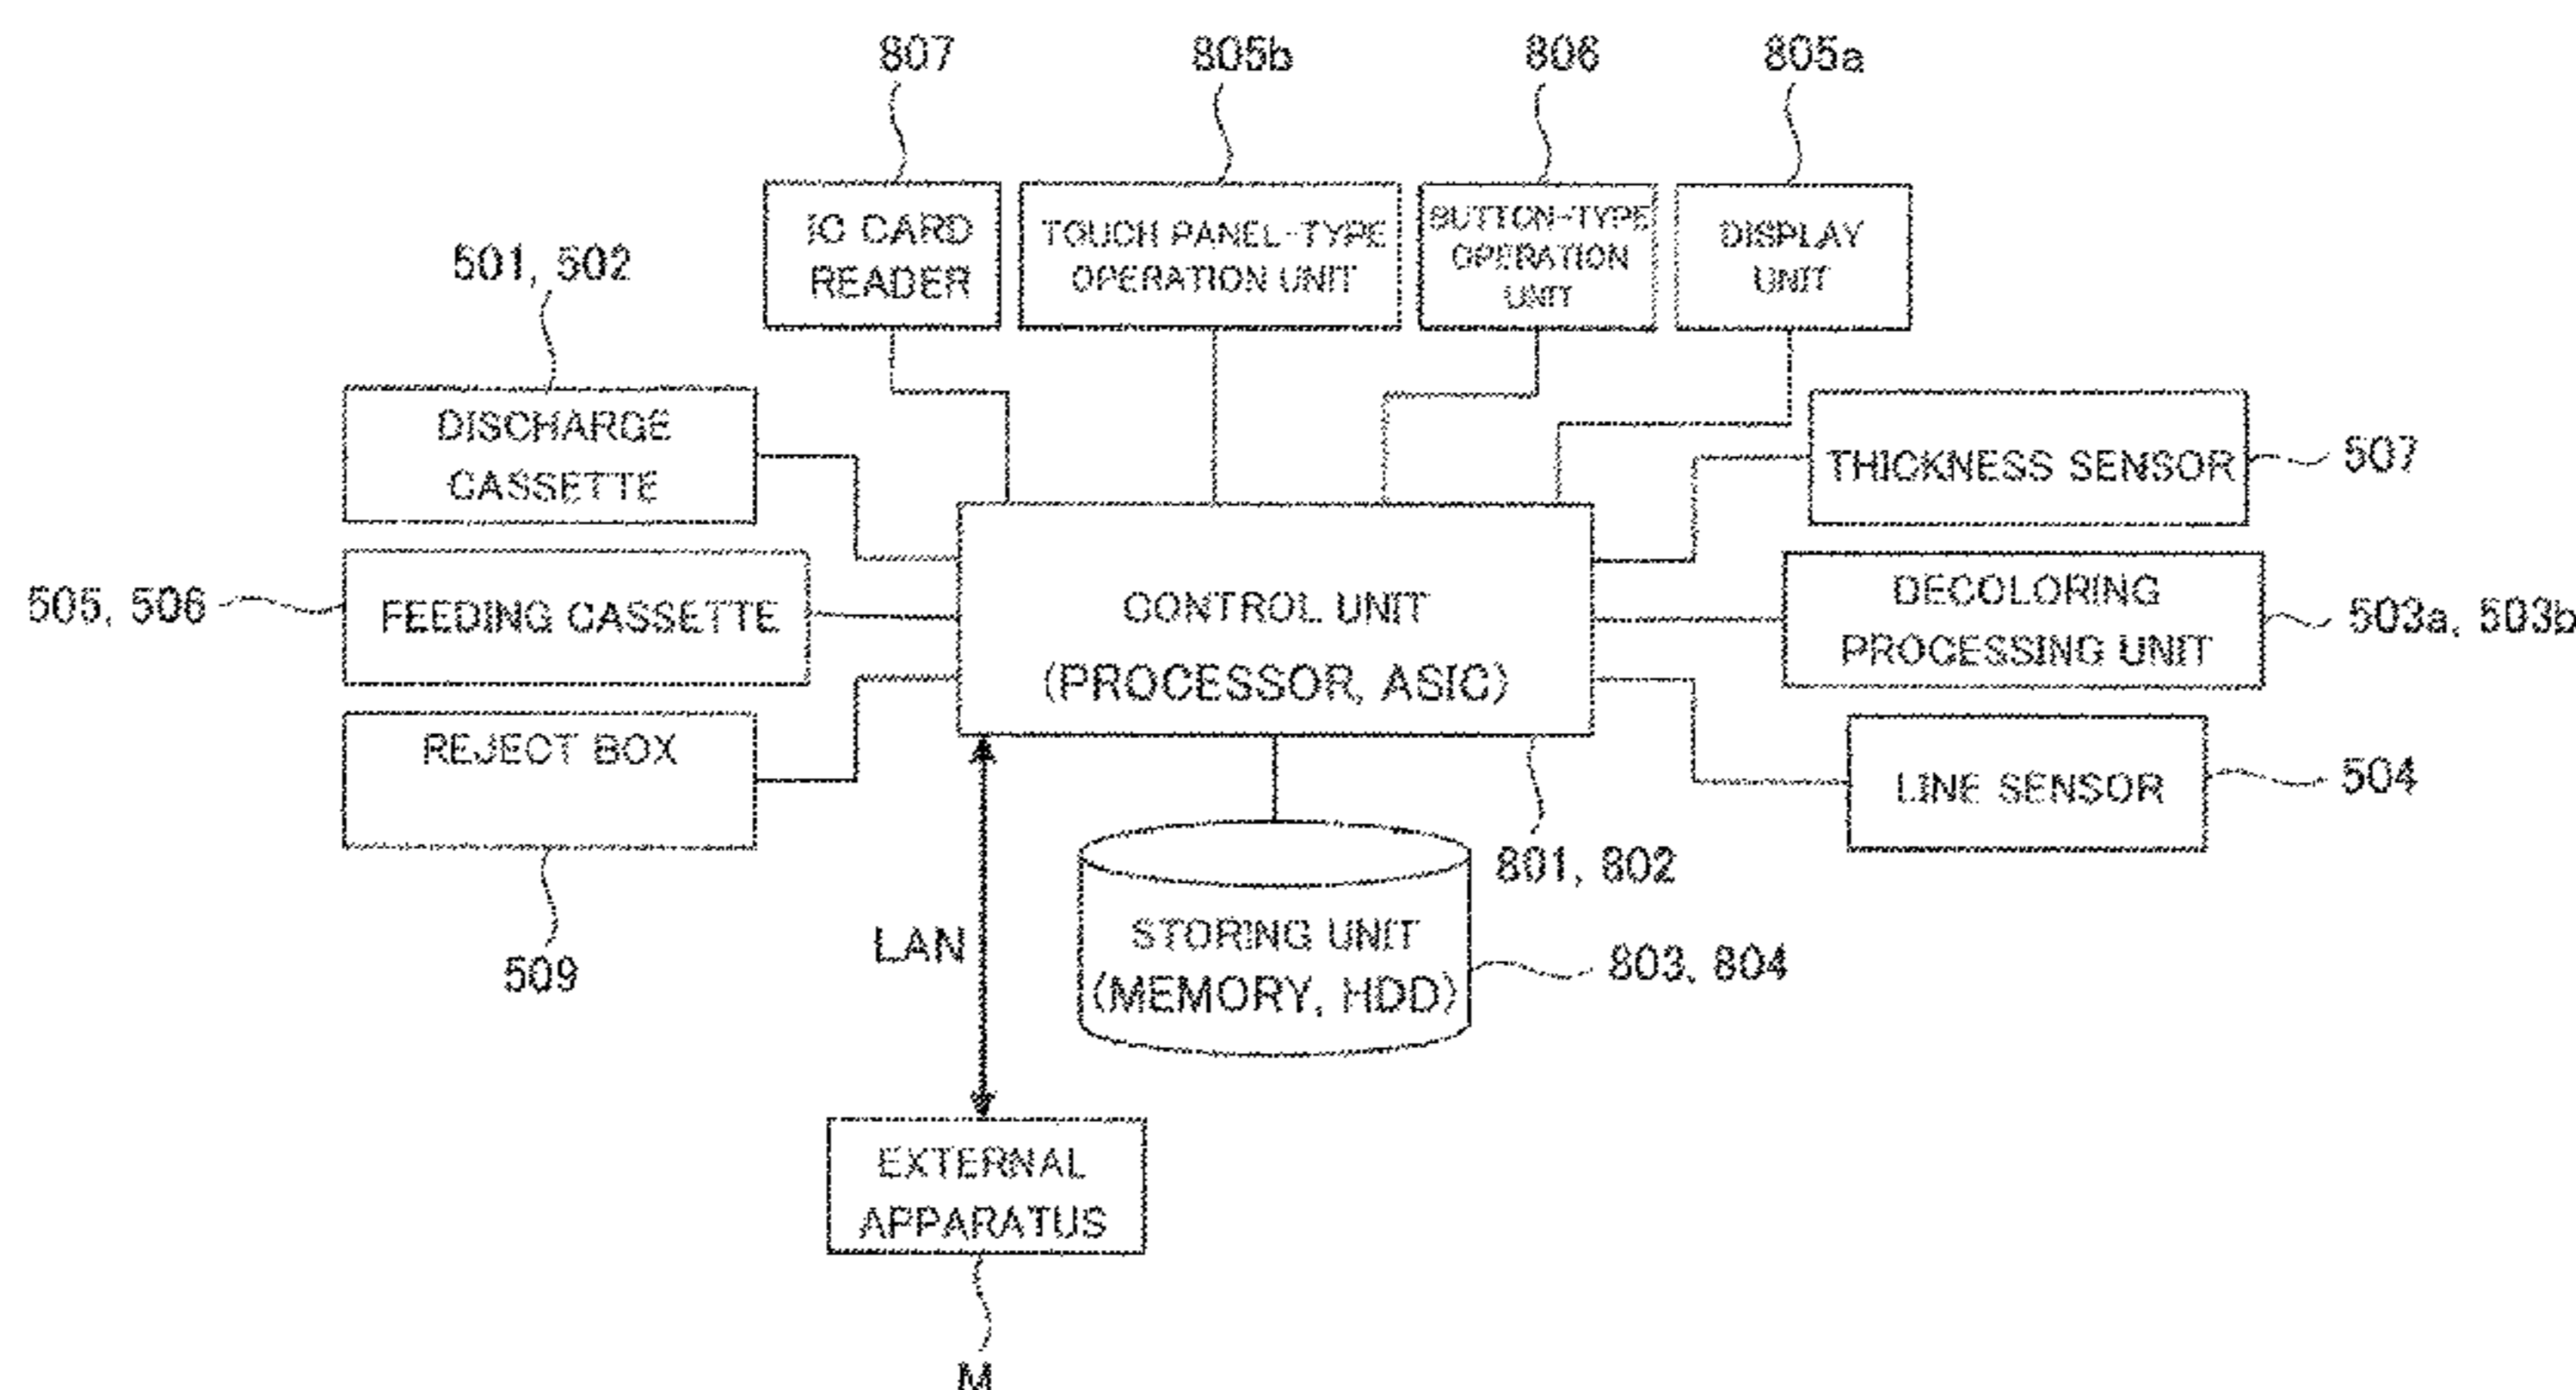 807
805b
806
805a
IC CARD
READER
TOUCH PANEL-TYPE
OPERATION UNIT
BUTTON-TYPE
OPERATION
UNIT
DISPLAY
UNIT
501, 502
DISCHARGE
CASSETTE
THICKNESS SENSOR
507
505, 506
FEEDING CASSETTE
CONTROL UNIT
(PROCESSOR, ASIC)
DECOLORING
PROCESSING UNIT
503a, 503b
REJECT BOX
LINE SENSOR
504
801, 802
509
LAN
STORING UNIT
(MEMORY, HDD)
803, 804
EXTERNAL
APPARATUS
M